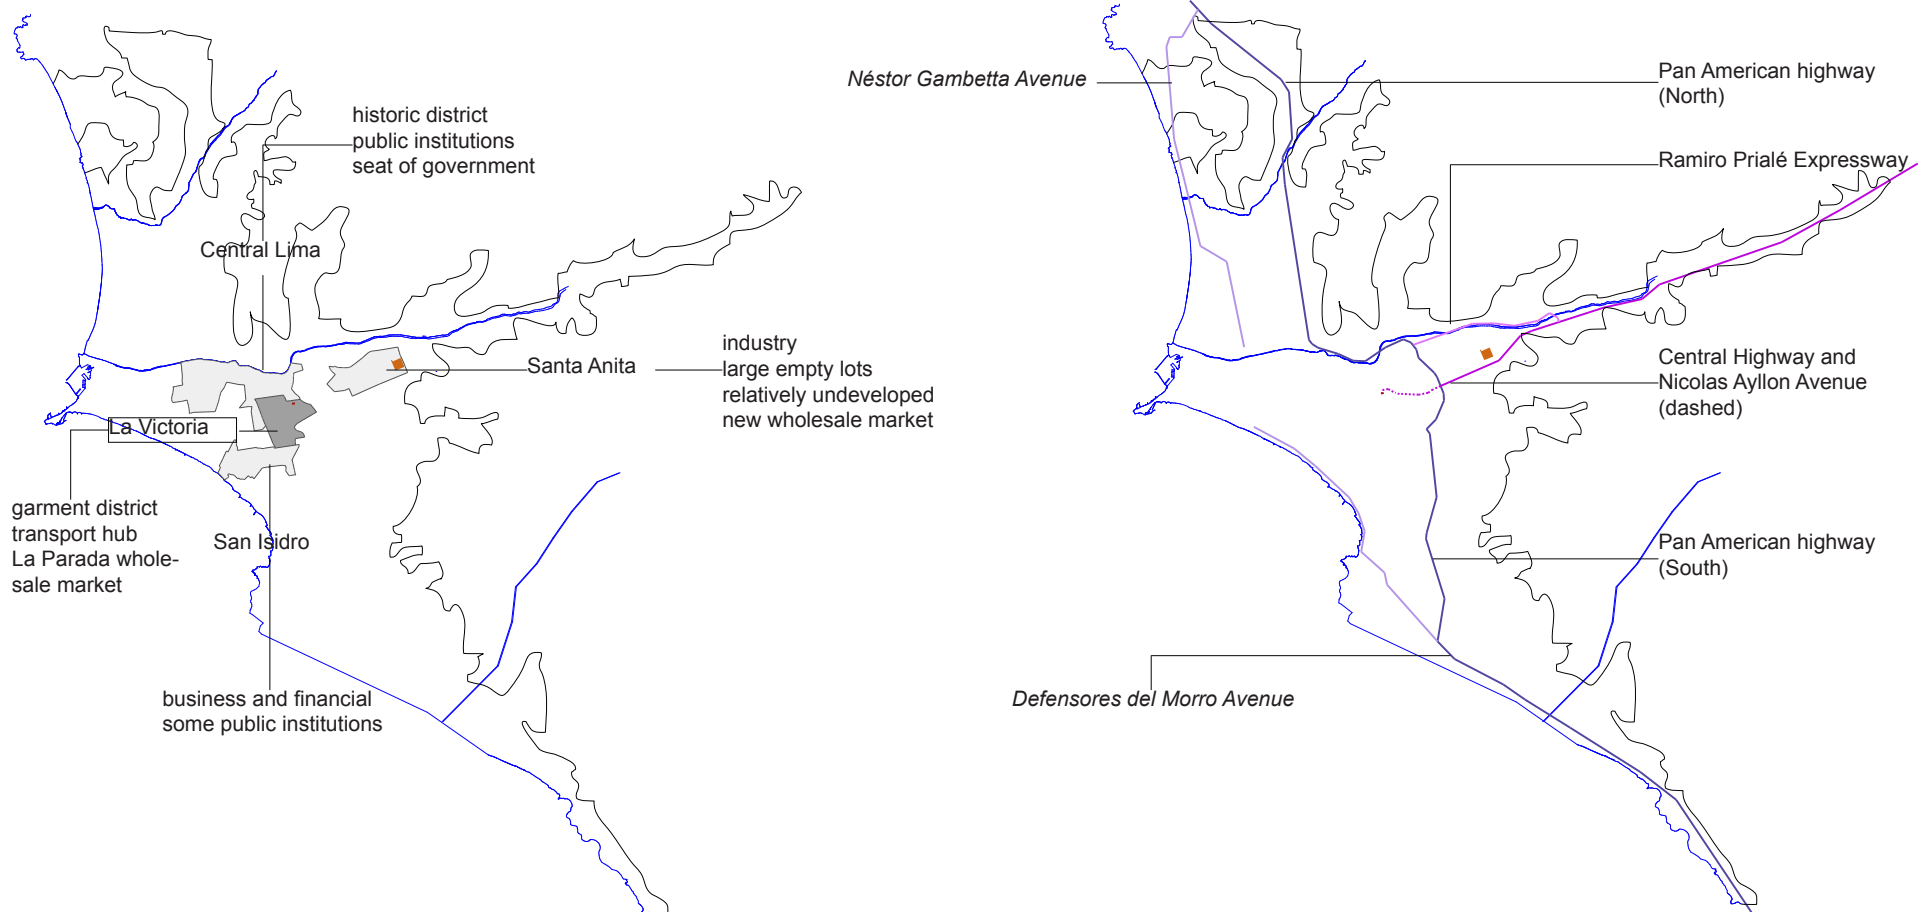 historic district
public institutions
seat of government
Central Lima
Santa Anita
industry
large empty lots
relatively undeveloped
new wholesale market
La Victoria
garment district
transport hub
La Parada whole-
sale market
San Isidro
business and financial
some public institutions
Néstor Gambetta Avenue
Pan American highway
(North)
Ramiro Prialé Expressway
Central Highway and
Nicolas Ayllon Avenue
(dashed)
Pan American highway
(South)
Defensores del Morro Avenue